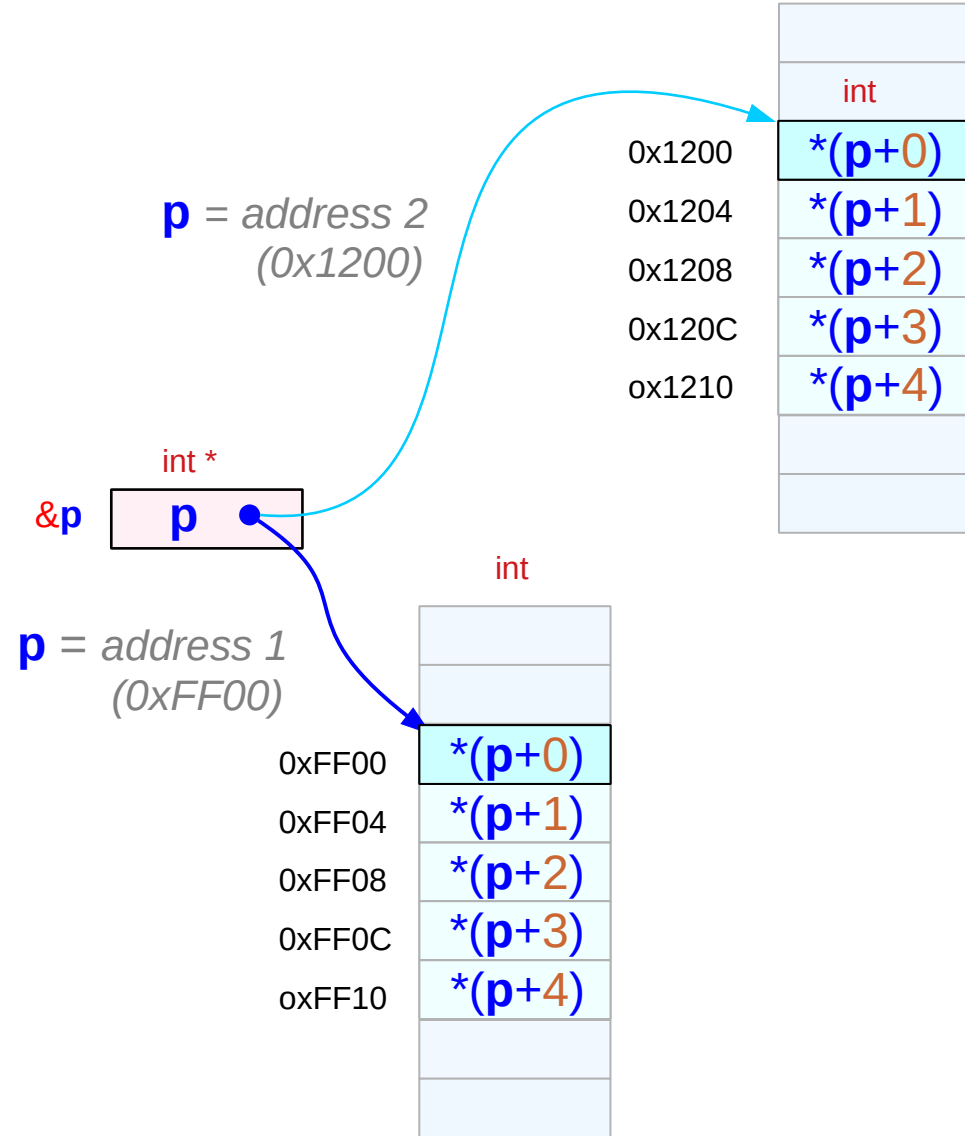 int
0x1200 *(p+0)
p = address 2
0x1204 *(p+1)
(0x1200)
0x1208 *(p+2)
0x120C *(p+3)
ox1210 *(p+4)
int *
&p p
int
p = address 1
(0xFF00)
0xFF00 *(p+0)
0xFF04 *(p+1)
0xFF08 *(p+2)
0xFF0C *(p+3)
oxFF10 *(p+4)